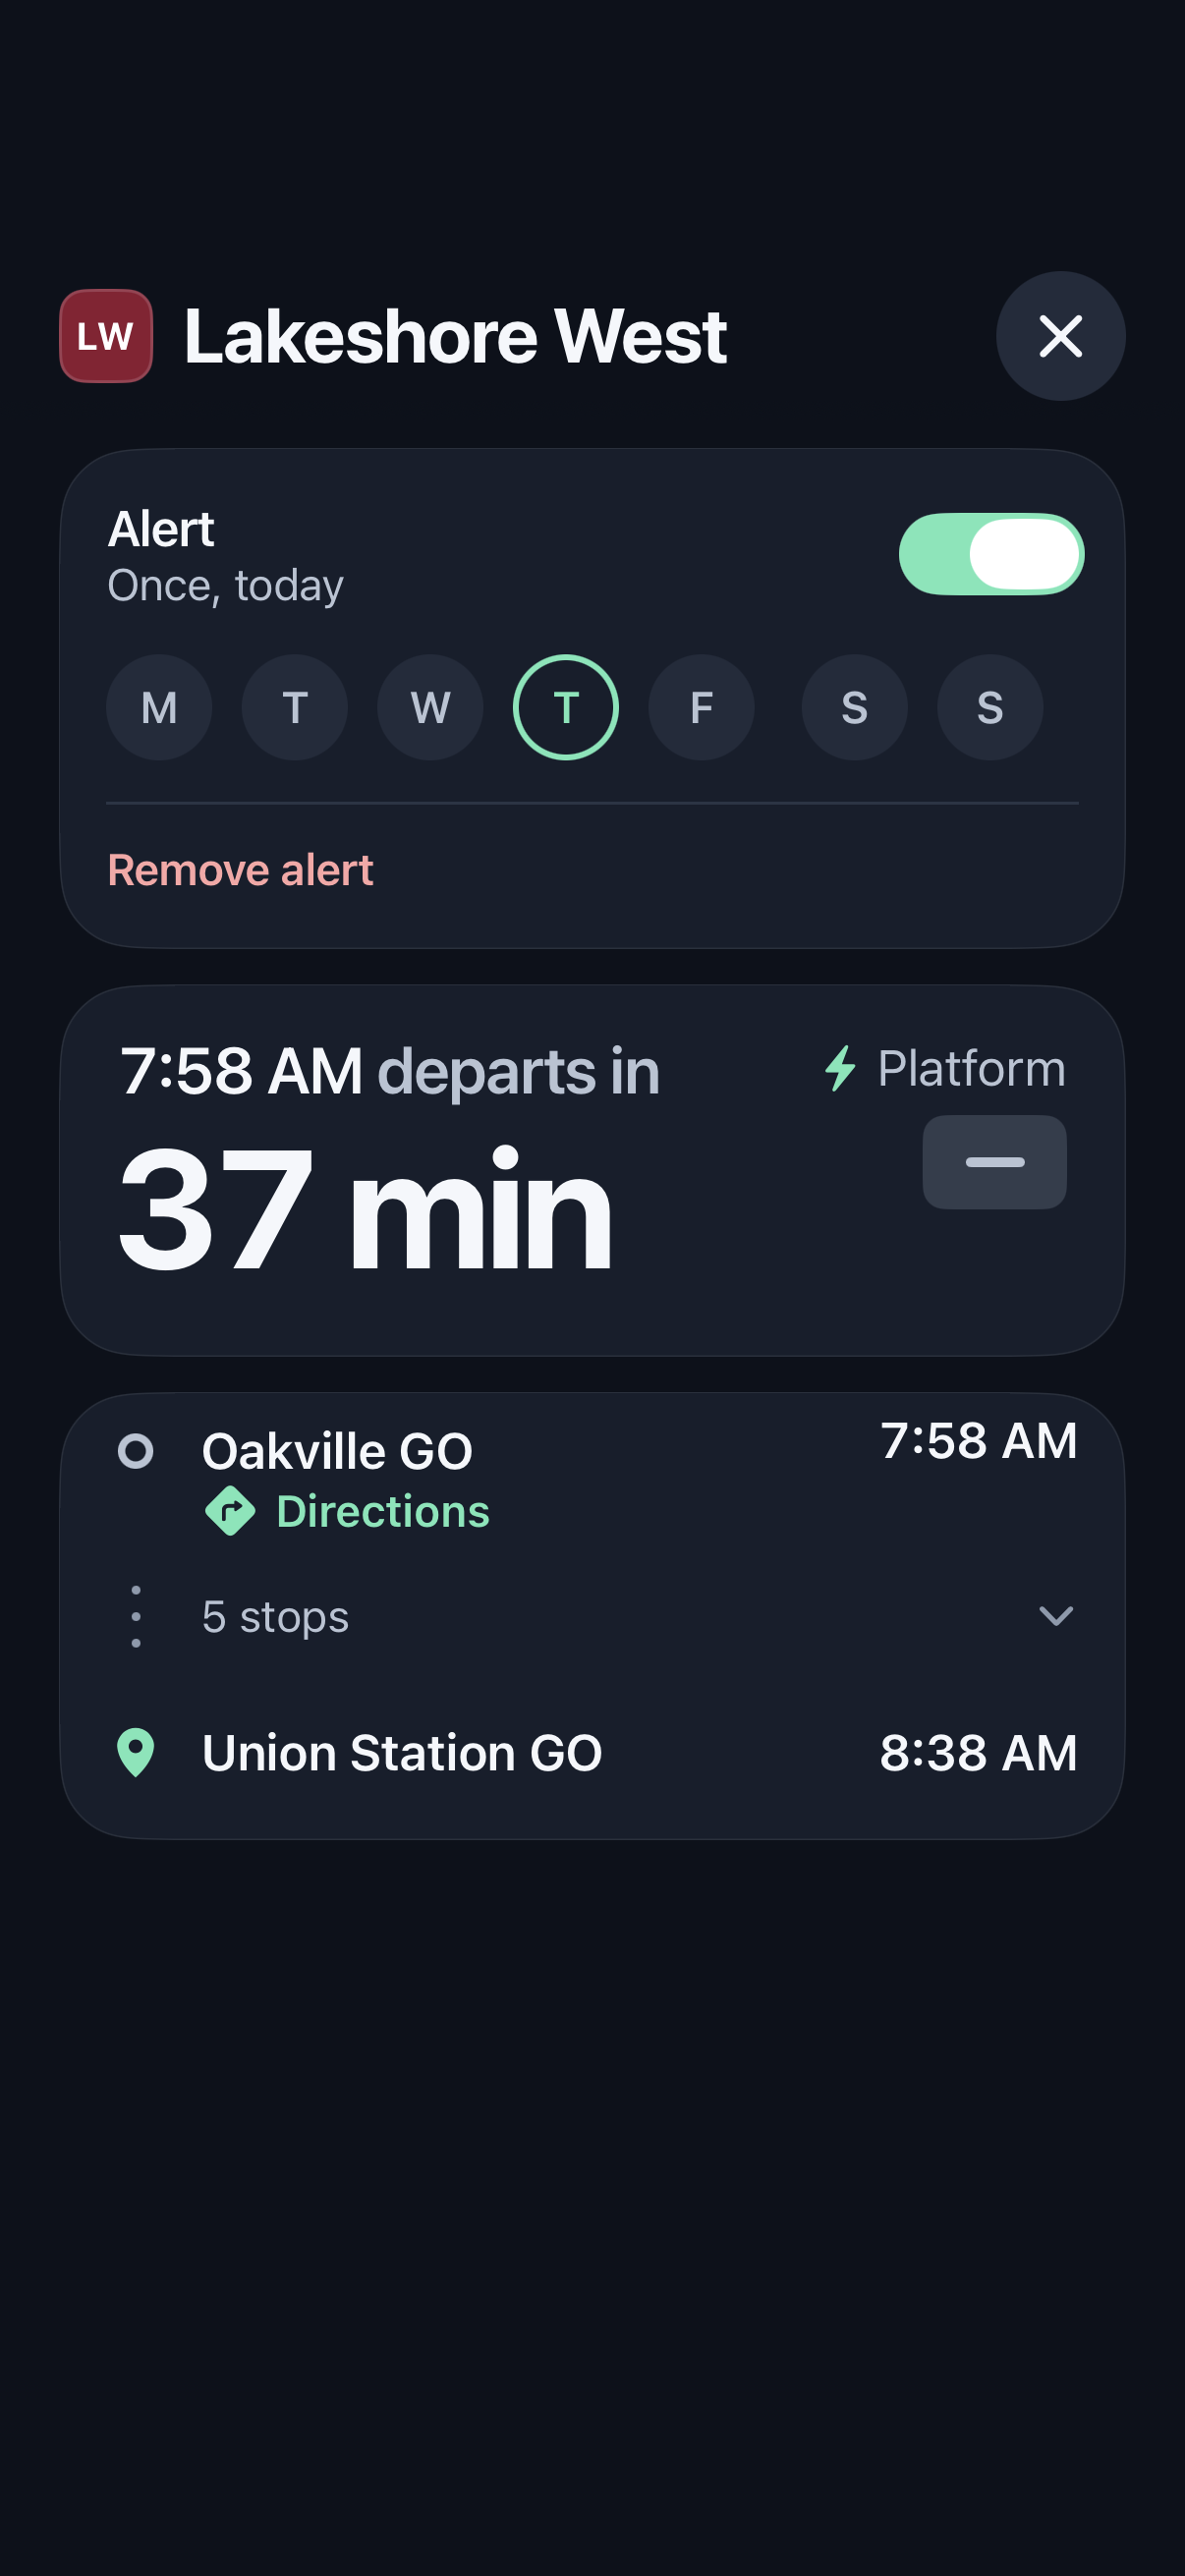 LW Lakeshore West
Alert
Once, today
M T W T F S S
Remove alert
7:58 AM departs in
Platform
37 min
—
Oakville GO 7:58 AM
Directions
5 stops
Union Station GO 8:38 AM